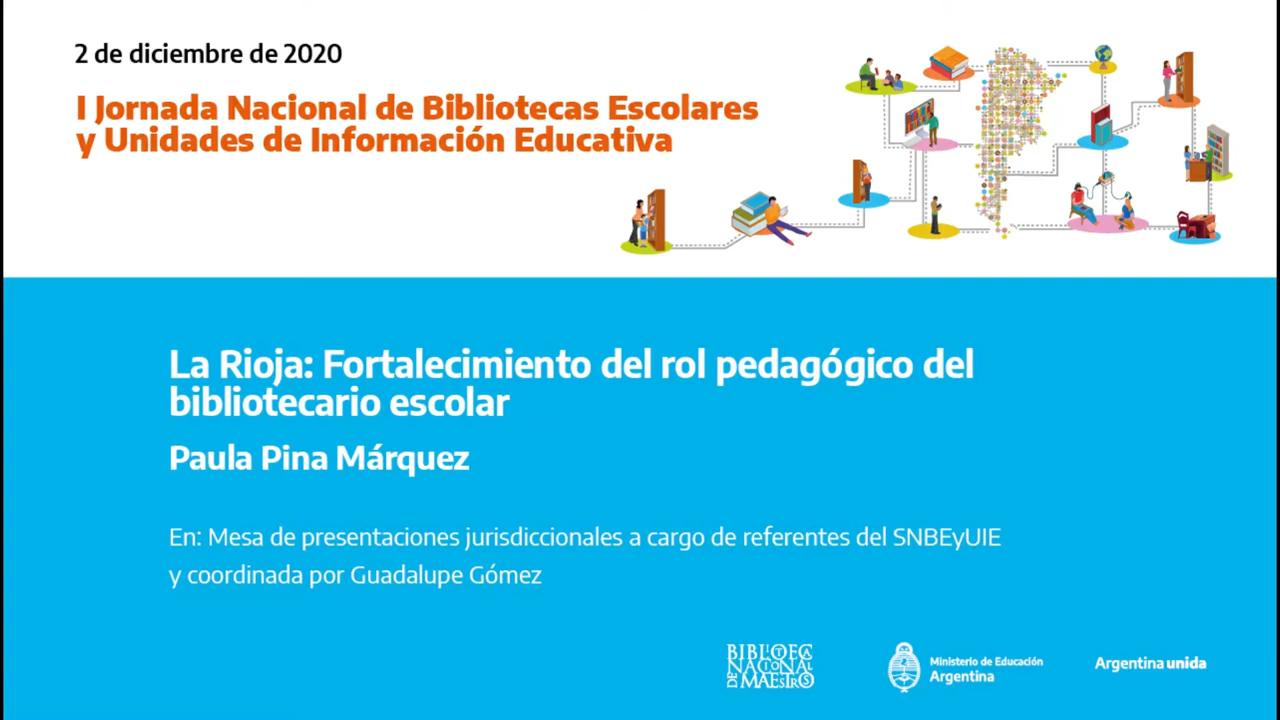 2 de diciembre de 2020
I Jornada Nacional de Bibliotecas Escolares
y Unidades de Información Educativa
La Rioja: Fortalecimiento del rol pedagógico del
bibliotecario escolar
Paula Pina Márquez
En: Mesa de presentaciones jurisdiccionales a cargo de referentes del SNBEyUIE
y coordinada por Guadalupe Gómez
BIBLIOTECA
NACIONAL
DE MAESTROS
Ministerio de Educación
Argentina
Argentina unida